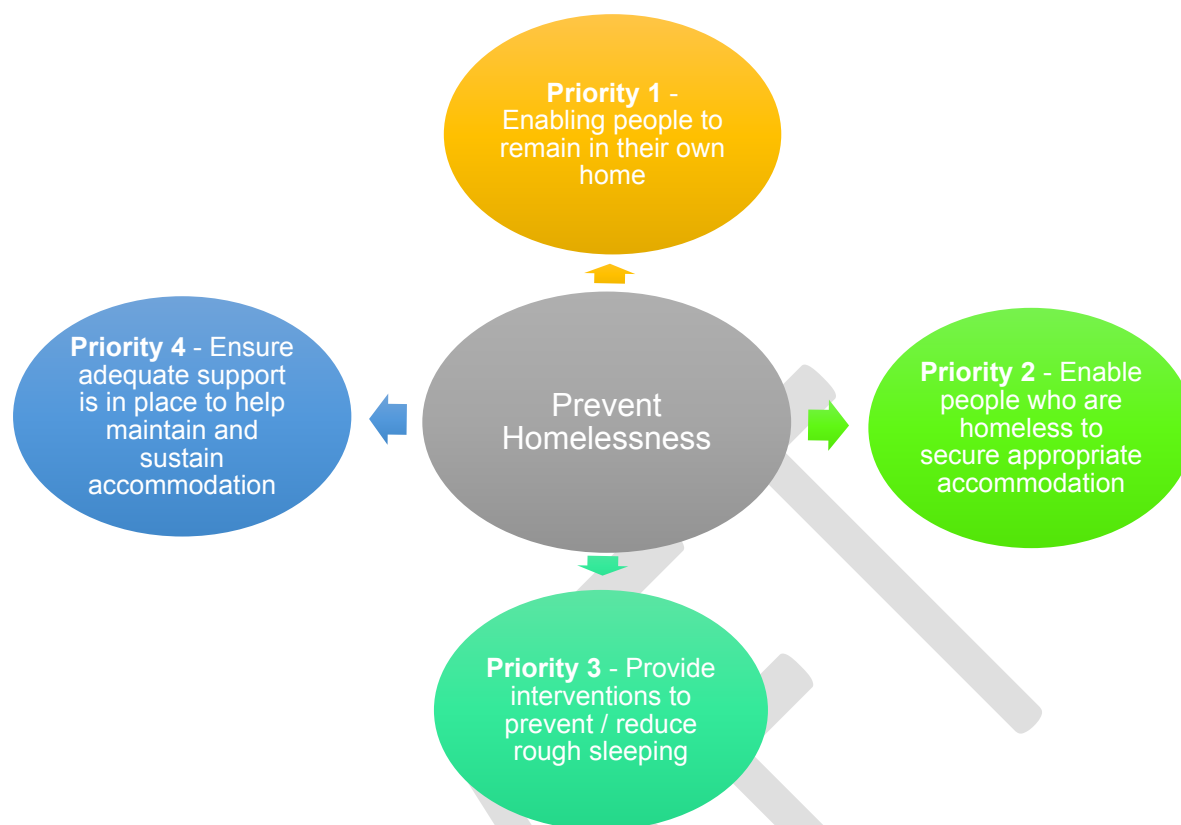 Priority 1 -
Enabling people to
remain in their own
home
Priority 4 - Ensure
adequate support
is in place to help
maintain and
sustain
accommodation
Prevent
Homelessness
Priority 2 - Enable
people who are
homeless to
secure appropriate
accommodation
Priority 3 - Provide
interventions to
prevent / reduce
rough sleeping